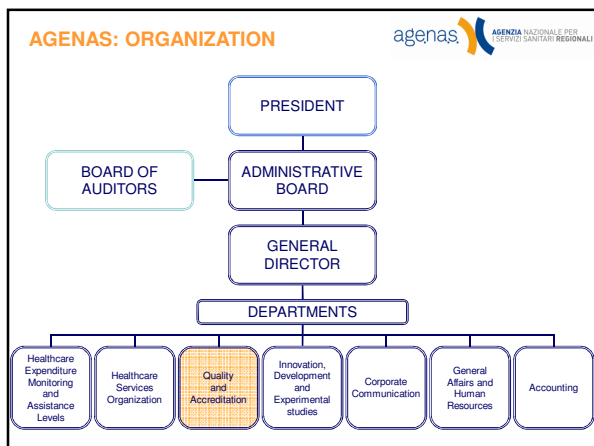 AGENAS: ORGANIZATION
agenas.
AGENZIA NAZIONALE PER
I SERVIZI SANITARI REGIONALI
PRESIDENT
BOARD OF
AUDITORS
ADMINISTRATIVE
BOARD
GENERAL
DIRECTOR
DEPARTMENTS
Healthcare
Expenditure
Monitoring
and
Assistance
Levels
Healthcare
Services
Organization
Quality
and
Accreditation
Innovation,
Development
and
Experimental
studies
Corporate
Communication
General
Affairs and
Human
Resources
Accounting